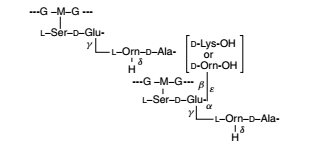 ---G –M–G ---
L–Ser–D–Glu-
γ
L–Orn–D–Ala-
δ
H
D-Lys-OH
or
D-Orn-OH
β
ε
---G –M–G---
L–Ser–D–Glu
α
γ
L–Orn–D–Ala-
δ
H